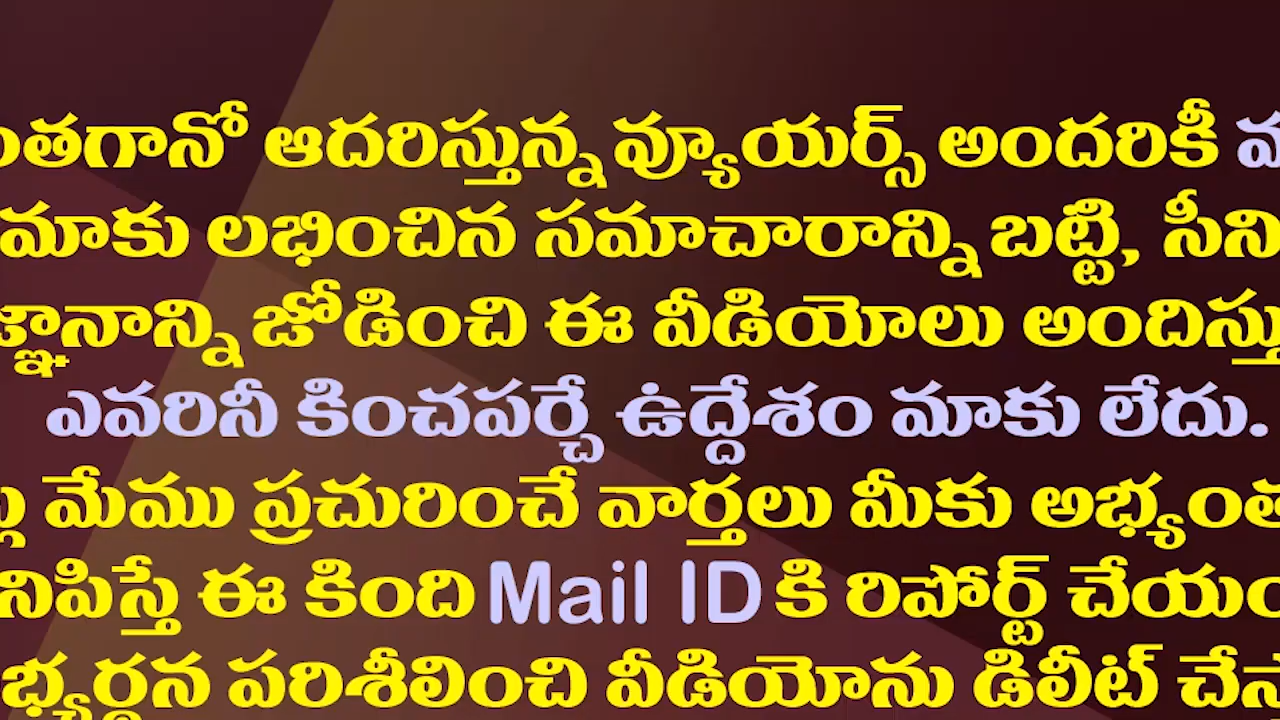 ంతగానో ఆదరిస్తున్న వ్యూయర్స్ అందరికీ
మాకు లభించిన సమాచారాన్ని బట్టి, సీని
జ్ఞానాన్ని జోడించి ఈ వీడియోలు అందిస్తు
ఎవరినీ కించపర్చే ఉద్దేశం మాకు లేదు.
మేము ప్రచురించే వార్తలు మీకు అభ్యంత
నిపిస్తే ఈ కింది Mail ID కి రిపోర్ట్ చేయం
భ్యర్థన పరిశీలించి వీడియోను డిలీట్ చేస